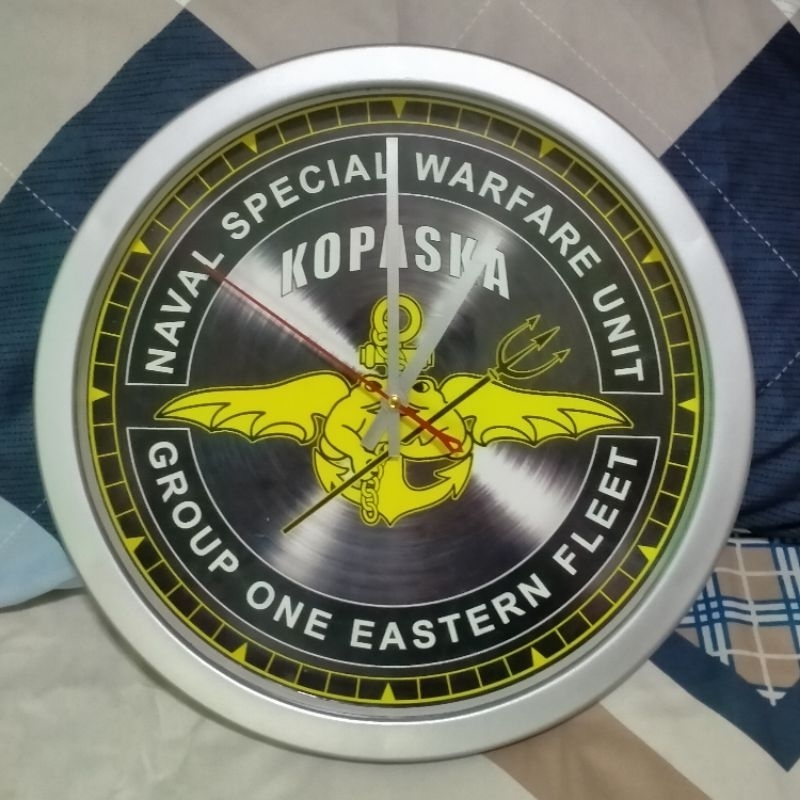 NAVAL SPECIAL WARFARE UNIT
KOPASKA
GROUP ONE EASTERN FLEET